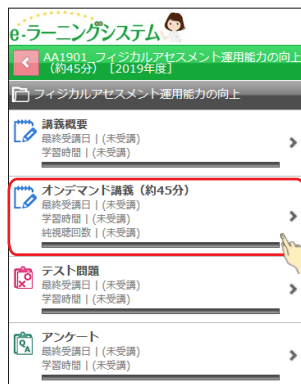 e-ラーニングシステム
AA1901_フィジカルアセスメント運用能力の向上
(約45分) [2019年度]
フィジカルアセスメント運用能力の向上
講義概要
最終受講日 | (未受講)
学習時間 | (未受講)
オンデマンド講義 (約45分)
最終受講日 | (未受講)
学習時間 | (未受講)
純視聴回数 | (未受講)
テスト問題
最終受講日 | (未受講)
学習時間 | (未受講)
アンケート
最終受講日 | (未受講)
学習時間 | (未受講)